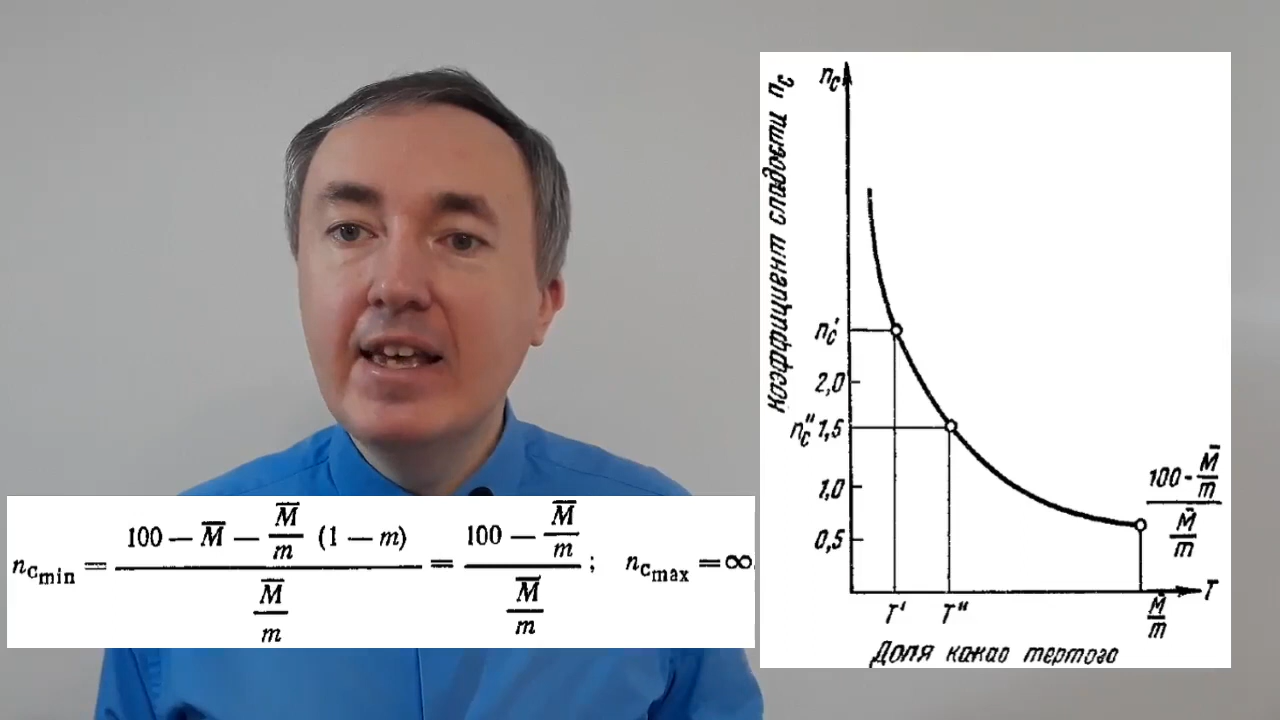 n_c min = (100 − M̅ − M̅/m (1 − m)) / (M̅/m) = (100 − M̅/m) / (M̅/m) ; n_c max = ∞
Коэффициент сладости n_c
n_c
n_c'
2,0
n_c'' 1,5
1,0
0,5
(100 - M̄/m) / (M̄/m)
T' T'' M̄/m T
Доля какао тертого